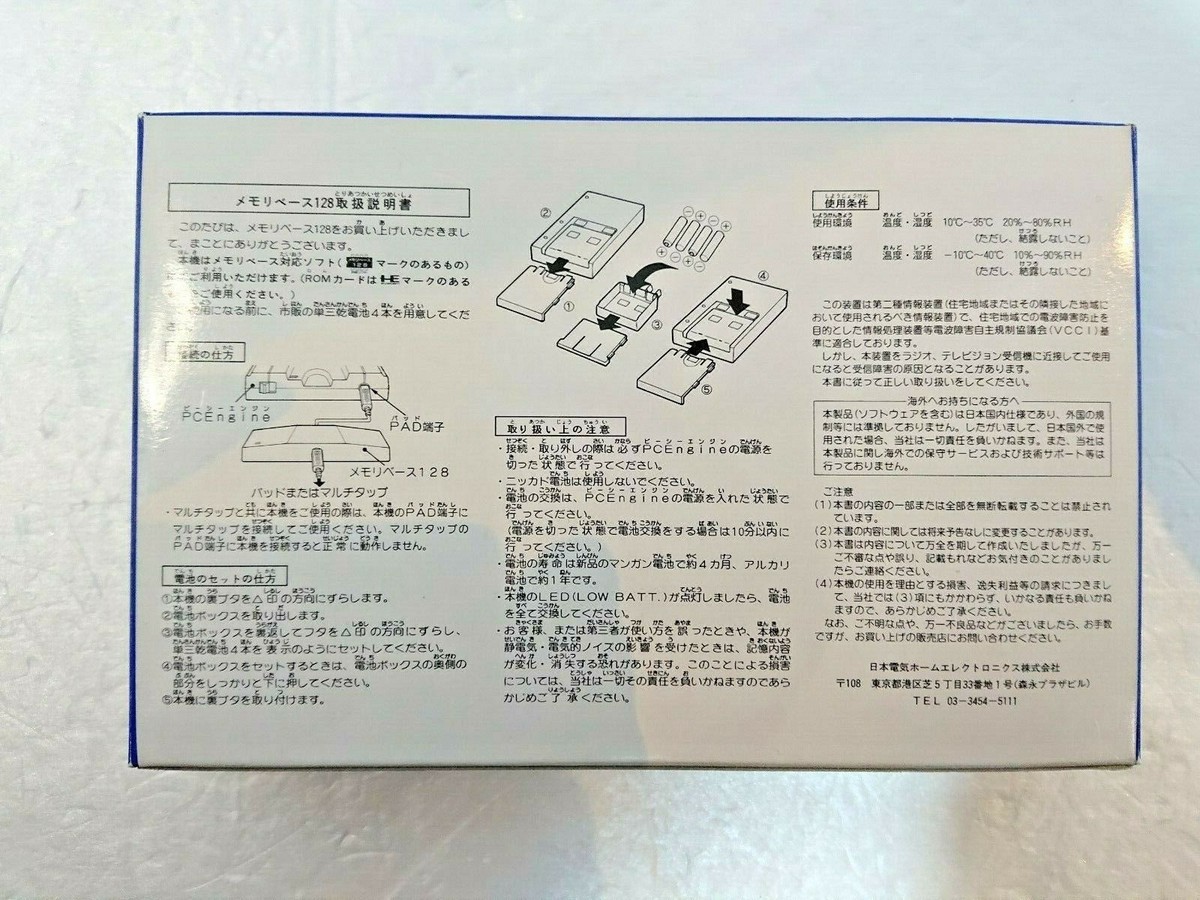 メモリベース128取扱説明書
このたびは、メモリベース128をお買い上げいただきまし
て、まことにありがとうございます。
本機はメモリベース対応ソフト(マークのあるもの)
ご利用いただけます。(ROMカードはHEマークのある
ご使用ください。)
用になる前に、市販の単三乾電池4本を用意してくだ
接続の仕方
PCEngine
PAD端子
メモリベース128
パッドまたはマルチタップ
・マルチタップと共に本機をご使用の際は、本機のPAD端子に
マルチタップを接続してご使用ください。マルチタップの
PAD端子に本機を接続すると正常に動作しません。
電池のセットの仕方
①本機の裏ブタを△印の方向にずらします。
②電池ボックスを取り出します。
③電池ボックスを裏返してフタを△印の方向にずらし、
単三乾電池4本を表示のようにセットしてください。
④電池ボックスをセットするときは、電池ボックスの奥側の
部分をしっかりと下に押してください。
⑤本機に裏ブタを取り付けます。
②
①
③
④
⑤
取り扱い上の注意
・接続・取り外しの際は必ずPCEngineの電源を
切った状態で行ってください。
・ニッカド電池は使用しないでください。
・電池の交換は、PCEngineの電源を入れた状態で
行ってください。
(電源を切った状態で電池交換をする場合は10分以内に
行ってください。)
・電池の寿命は新品のマンガン電池で約4カ月、アルカリ
電池で約1年です。
・本機のLED(LOW BATT.)が点灯しましたら、電池
を全て交換してください。
・お客様、または第三者が使い方を誤ったときや、本機が
静電気・電気的ノイズの影響を受けたときは、記憶内容
が変化・消失する恐れがあります。このことによる損害
については、当社は一切その責任を負いかねますのであら
かじめご了承ください。
使用条件
使用環境 温度・湿度 10℃～35℃ 20％～80％RH
(ただし、結露しないこと)
保存環境 温度・湿度 －10℃～40℃ 10％～90％RH
(ただし、結露しないこと)
この装置は第二種情報装置(住宅地域またはその隣接した地域に
おいて使用されるべき情報装置)で、住宅地域での電波障害防止を
目的とした情報処理装置等電波障害自主規制協議会(VCCI)基
準に適合しております。
しかし、本装置をラジオ、テレビジョン受信機に近接してご使用
になると受信障害の原因となることがあります。
本書に従って正しい取り扱いをしてください。
海外へお持ちになる方へ
本製品(ソフトウェアを含む)は日本国内仕様であり、外国の規
制等には準拠しておりません。したがいまして、日本国外で使
用された場合、当社は一切責任を負いかねます。また、当社は
本製品に関し海外での保守サービスおよび技術サポート等は
行っておりません。
ご注意
(1)本書の内容の一部または全部を無断転載することは禁止され
ています。
(2)本書の内容に関しては将来予告なしに変更することがあります。
(3)本書は内容について万全を期して作成いたしましたが、万一
ご不審な点や誤り、記載もれなどお気付きのことがありまし
たらご連絡ください。
(4)本機の使用を理由とする損害、逸失利益等の請求につきまし
て、当社では(3)項にもかかわらず、いかなる責任も負いかね
ますので、あらかじめご了承ください。
なお、ご不明な点や、万一不良品などがございましたら、お手数
ですが、お買い上げの販売店にお問い合わせください。
日本電気ホームエレクトロニクス株式会社
〒108 東京都港区芝5丁目33番地1号(森永プラザビル)
TEL 03-3454-5111